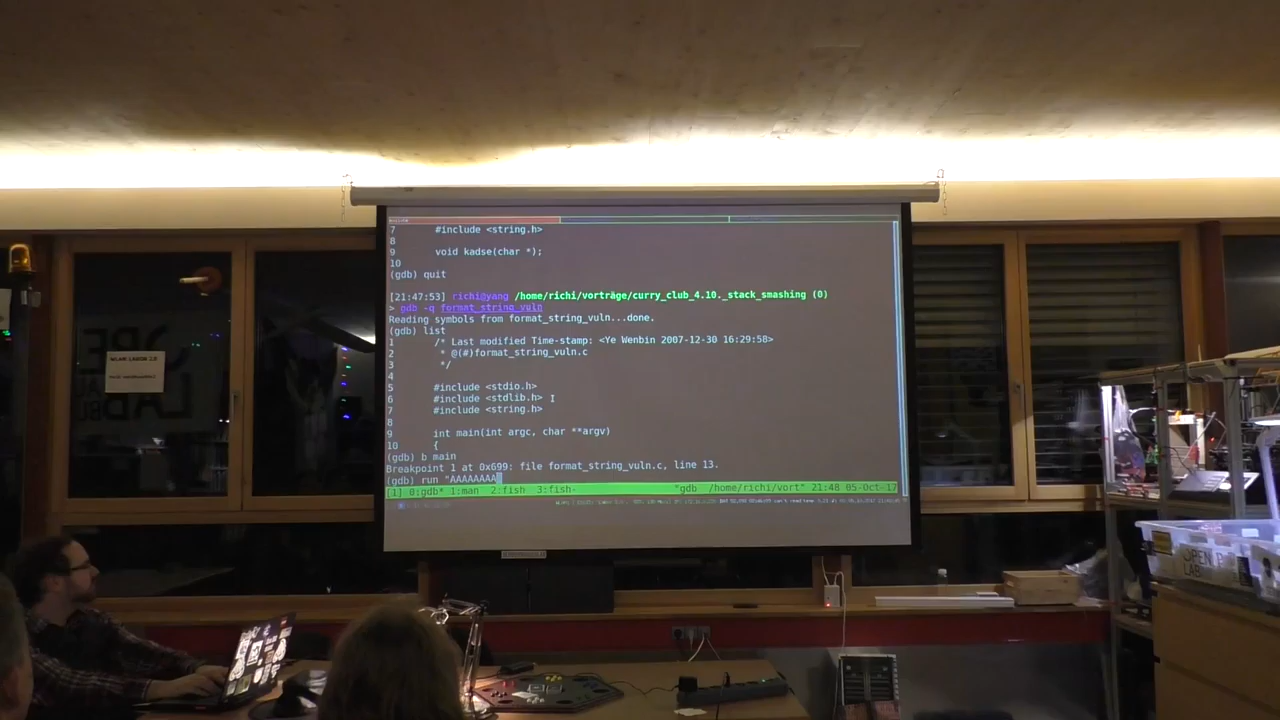 7 #include <string.h>
8
9 void kadse(char *);
10
(gdb) quit
[21:47:53] richi@yang /home/richi/vorträge/curry_club_4.10._stack_smashing (0)
> gdb -q format_string_vuln
Reading symbols from format_string_vuln...done.
(gdb) list
1 /* Last modified Time-stamp: <Ye Wenbin 2007-12-30 16:29:58>
2 * @(#)format_string_vuln.c
3 */
4
5 #include <stdio.h>
6 #include <stdlib.h>
7 #include <string.h>
8
9 int main(int argc, char **argv)
10 {
(gdb) b main
Breakpoint 1 at 0x699: file format_string_vuln.c, line 13.
(gdb) run "AAAAAAAA
[1] 0:gdb* 1:man 2:fish 3:fish- "gdb /home/richi/vort" 21:48 05-Oct-17
OPEN
LAB